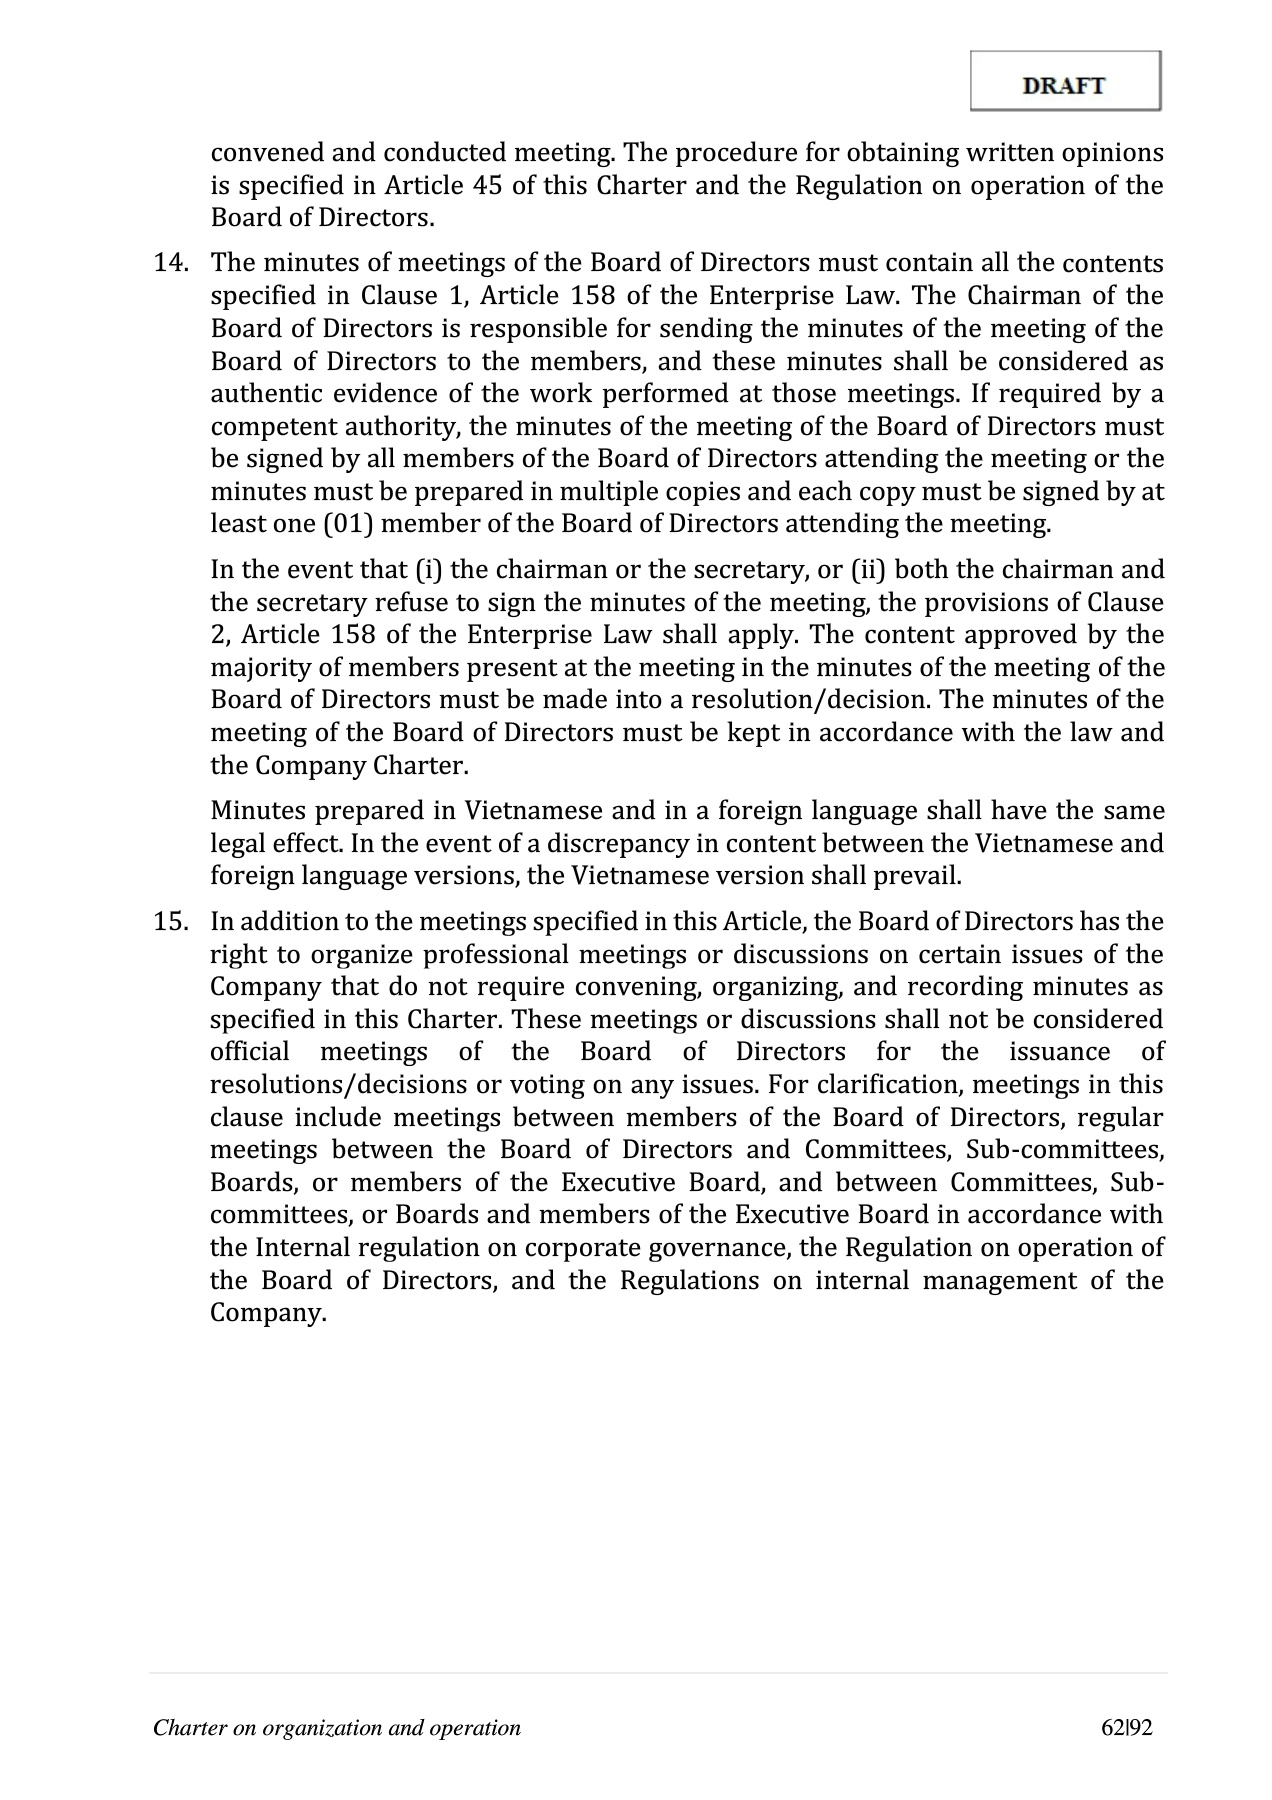 DRAFT
convened and conducted meeting. The procedure for obtaining written opinions
is specified in Article 45 of this Charter and the Regulation on operation of the
Board of Directors.
14. The minutes of meetings of the Board of Directors must contain all the contents
specified in Clause 1, Article 158 of the Enterprise Law. The Chairman of the
Board of Directors is responsible for sending the minutes of the meeting of the
Board of Directors to the members, and these minutes shall be considered as
authentic evidence of the work performed at those meetings. If required by a
competent authority, the minutes of the meeting of the Board of Directors must
be signed by all members of the Board of Directors attending the meeting or the
minutes must be prepared in multiple copies and each copy must be signed by at
least one (01) member of the Board of Directors attending the meeting.
In the event that (i) the chairman or the secretary, or (ii) both the chairman and
the secretary refuse to sign the minutes of the meeting, the provisions of Clause
2, Article 158 of the Enterprise Law shall apply. The content approved by the
majority of members present at the meeting in the minutes of the meeting of the
Board of Directors must be made into a resolution/decision. The minutes of the
meeting of the Board of Directors must be kept in accordance with the law and
the Company Charter.
Minutes prepared in Vietnamese and in a foreign language shall have the same
legal effect. In the event of a discrepancy in content between the Vietnamese and
foreign language versions, the Vietnamese version shall prevail.
15. In addition to the meetings specified in this Article, the Board of Directors has the
right to organize professional meetings or discussions on certain issues of the
Company that do not require convening, organizing, and recording minutes as
specified in this Charter. These meetings or discussions shall not be considered
official meetings of the Board of Directors for the issuance of
resolutions/decisions or voting on any issues. For clarification, meetings in this
clause include meetings between members of the Board of Directors, regular
meetings between the Board of Directors and Committees, Sub-committees,
Boards, or members of the Executive Board, and between Committees, Sub-
committees, or Boards and members of the Executive Board in accordance with
the Internal regulation on corporate governance, the Regulation on operation of
the Board of Directors, and the Regulations on internal management of the
Company.
Charter on organization and operation 62|92